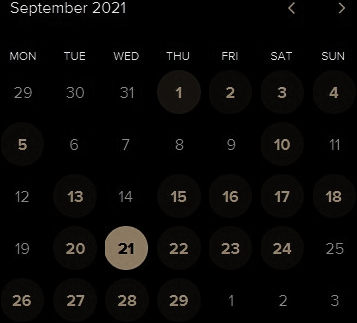 September 2021
MON TUE WED THU FRI SAT SUN
29 30 31 1 2 3 4
5 6 7 8 9 10 11
12 13 14 15 16 17 18
19 20 21 22 23 24 25
26 27 28 29 1 2 3